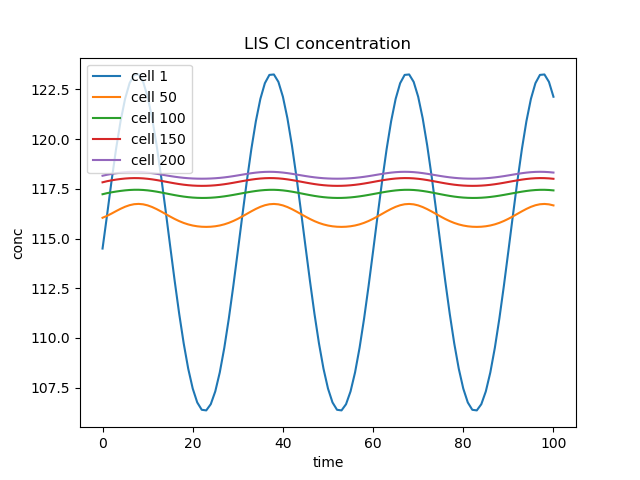 LIS Cl concentration
cell 1
cell 50
cell 100
cell 150
cell 200
122.5
120.0
117.5
115.0
112.5
110.0
107.5
conc
0 20 40 60 80 100
time